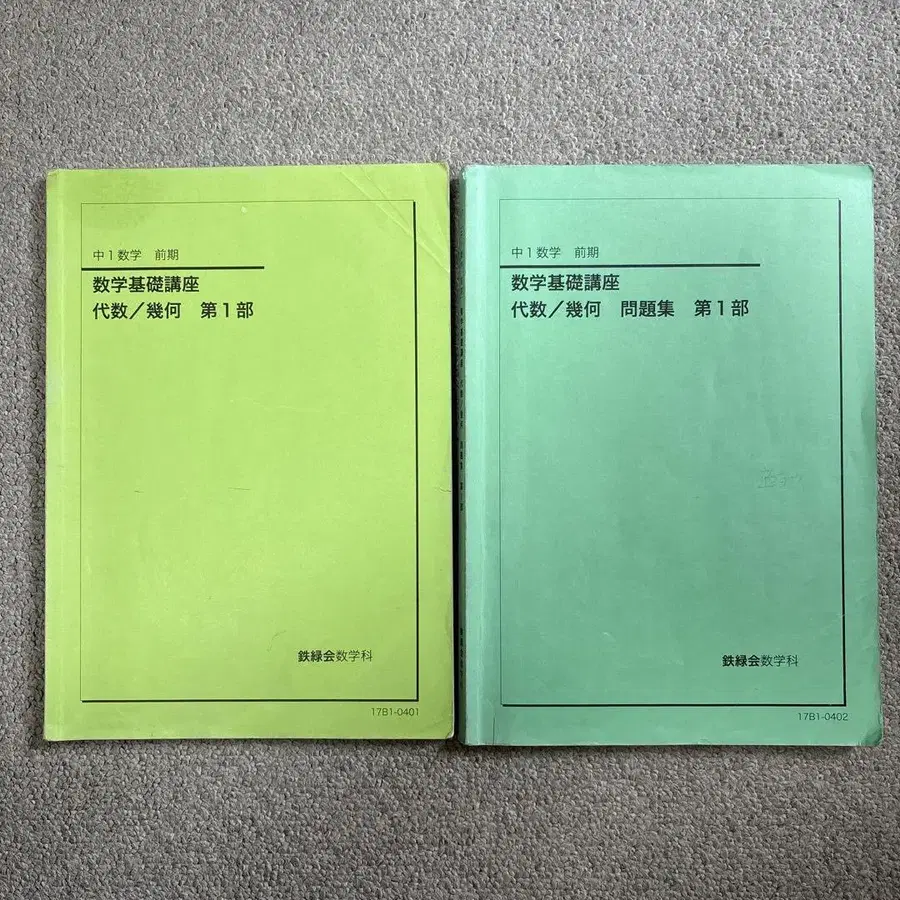 中1数学 前期
数学基礎講座
代数/幾何 第1部
鉄緑会数学科
17B1-0401
中1数学 前期
数学基礎講座
代数/幾何 問題集 第1部
鉄緑会数学科
17B1-0402